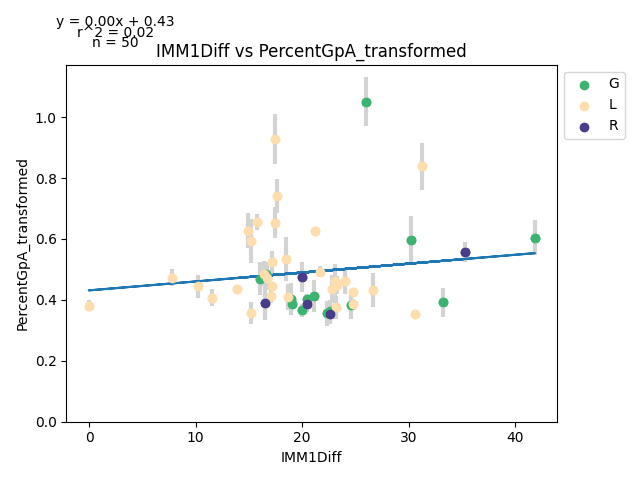 y = 0.00x + 0.43
r^2 = 0.02
n = 50
IMM1Diff vs PercentGpA_transformed
G
L
R
PercentGpA_transformed
1.0
0.8
0.6
0.4
0.2
0.0
0 10 20 30 40
IMM1Diff